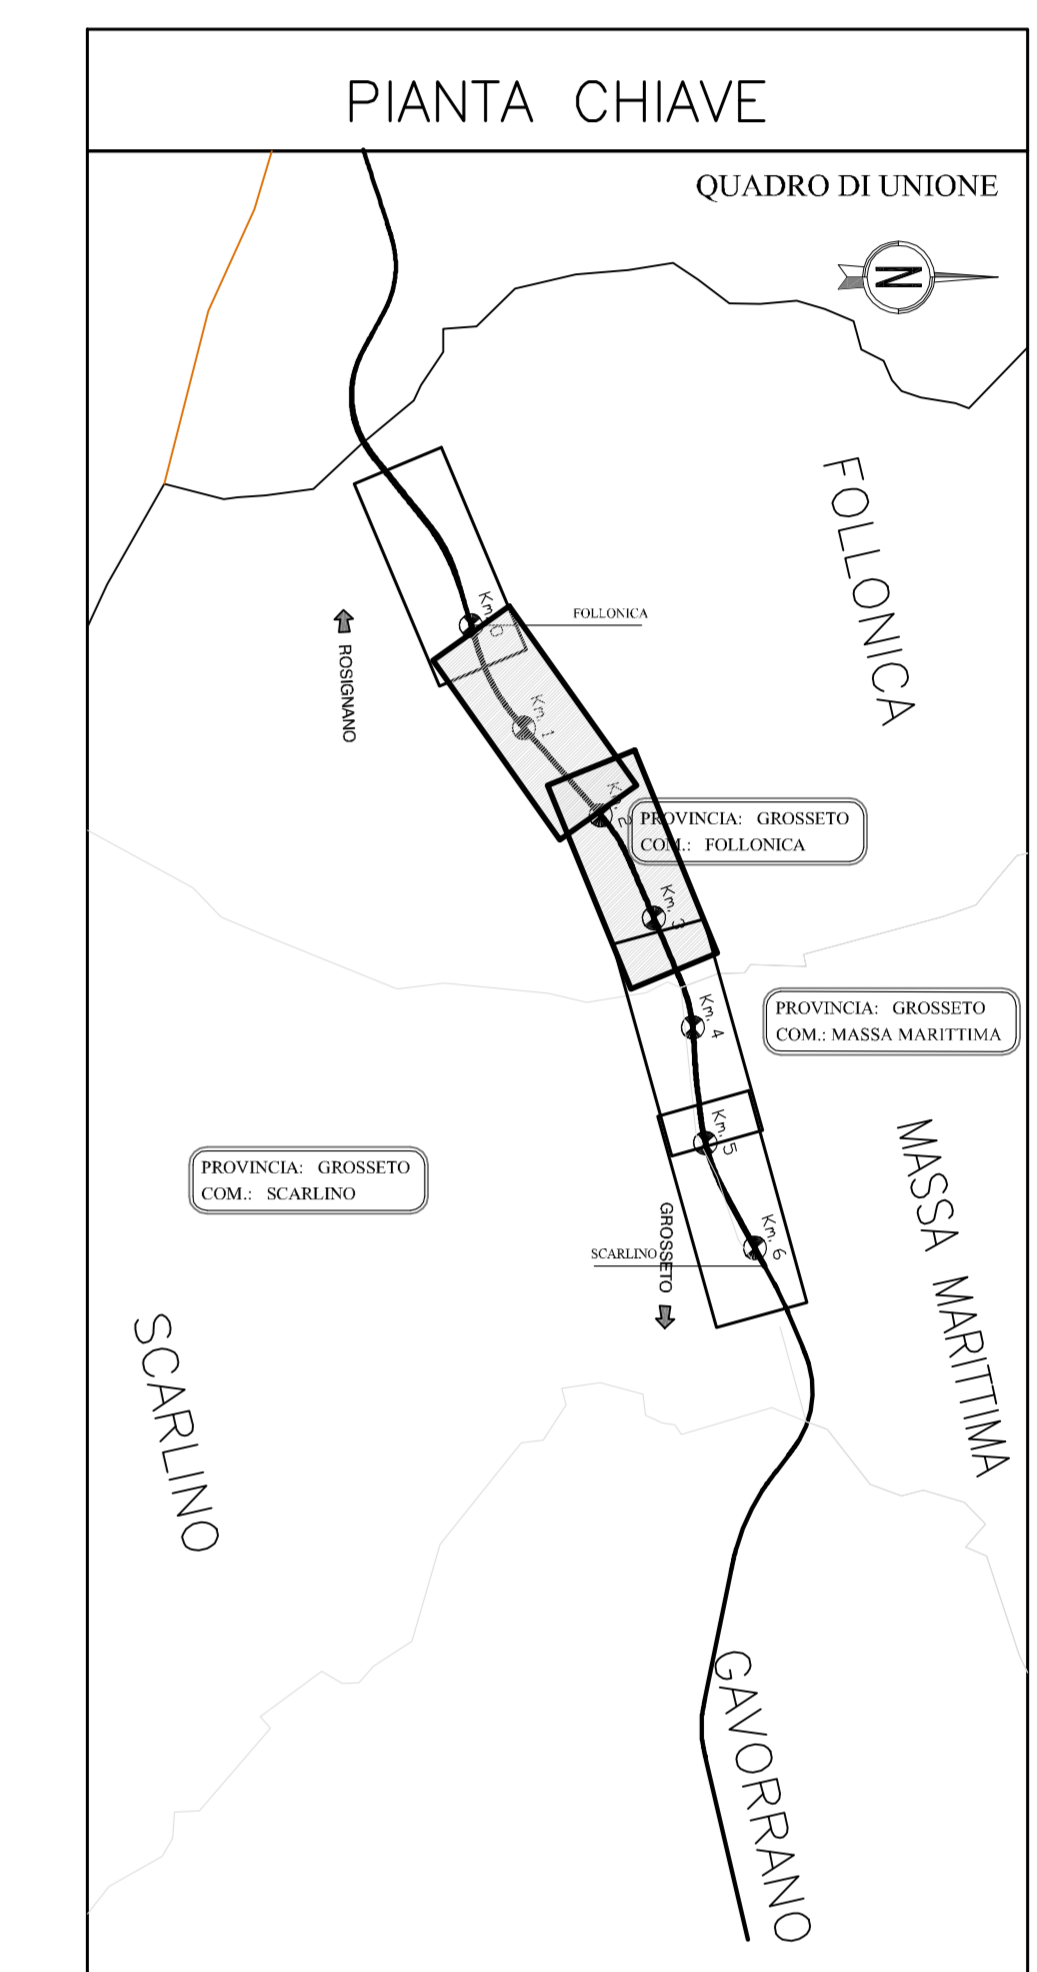 PIANTA CHIAVE
QUADRO DI UNIONE
N
FOLLONICA
Km. 0
FOLLONICA
ROSIGNANO
Km. 1
Km. 2
PROVINCIA: GROSSETO
COM.: FOLLONICA
Km. 3
PROVINCIA: GROSSETO
COM.: MASSA MARITTIMA
Km. 4
Km. 5
MASSA MARITTIMA
PROVINCIA: GROSSETO
COM.: SCARLINO
GROSSETO
Km. 6
SCARLINO
SCARLINO
GAVORRANO